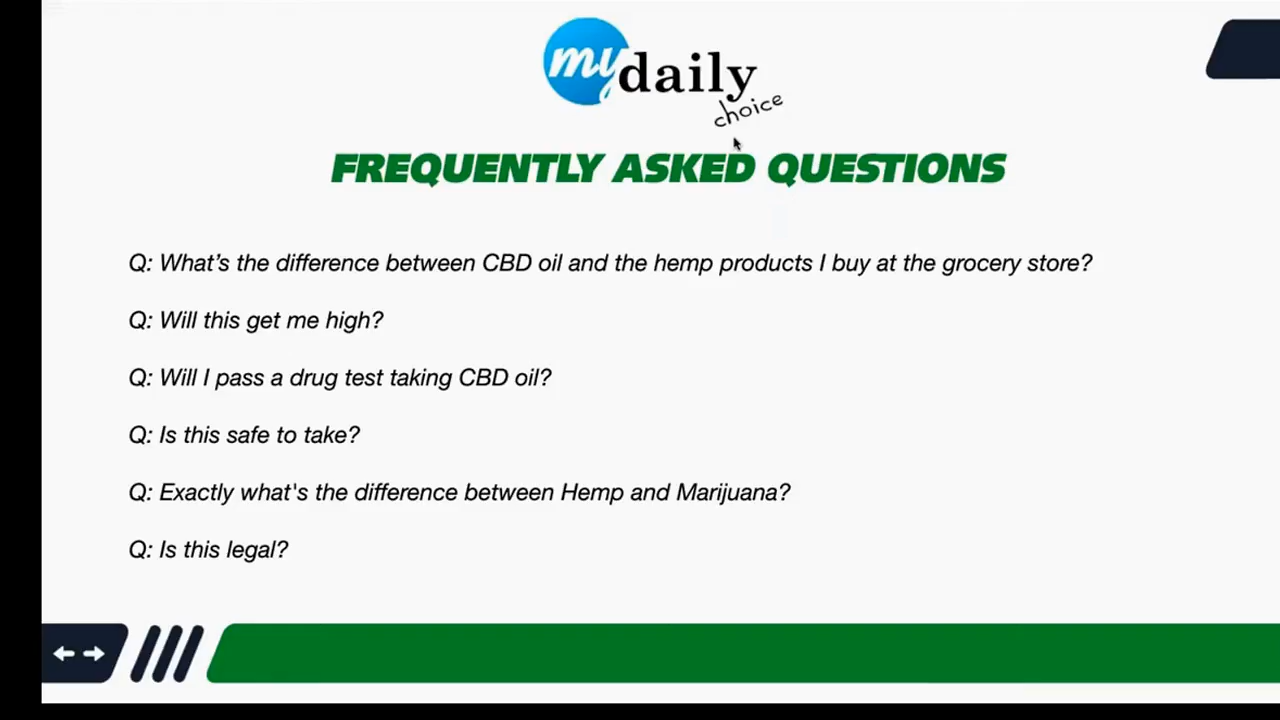 my daily
choice
FREQUENTLY ASKED QUESTIONS
Q: What’s the difference between CBD oil and the hemp products I buy at the grocery store?
Q: Will this get me high?
Q: Will I pass a drug test taking CBD oil?
Q: Is this safe to take?
Q: Exactly what's the difference between Hemp and Marijuana?
Q: Is this legal?